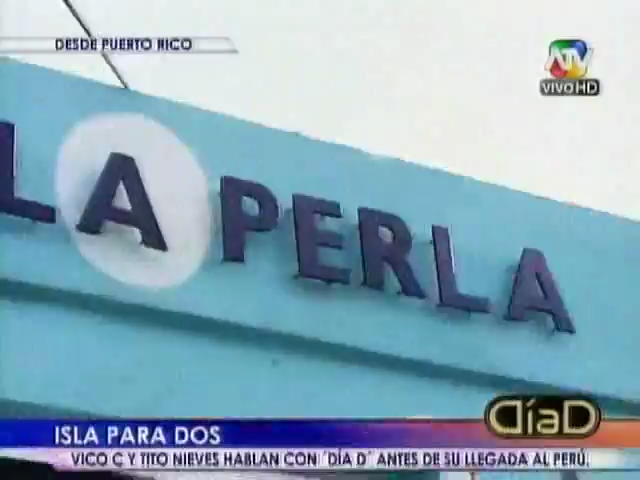 DESDE PUERTO RICO
ATV
VIVO HD
LA PERLA
DíaD
ISLA PARA DOS
VICO C Y TITO NIEVES HABLAN CON ´DÍA D´ ANTES DE SU LLEGADA AL PERÚ.